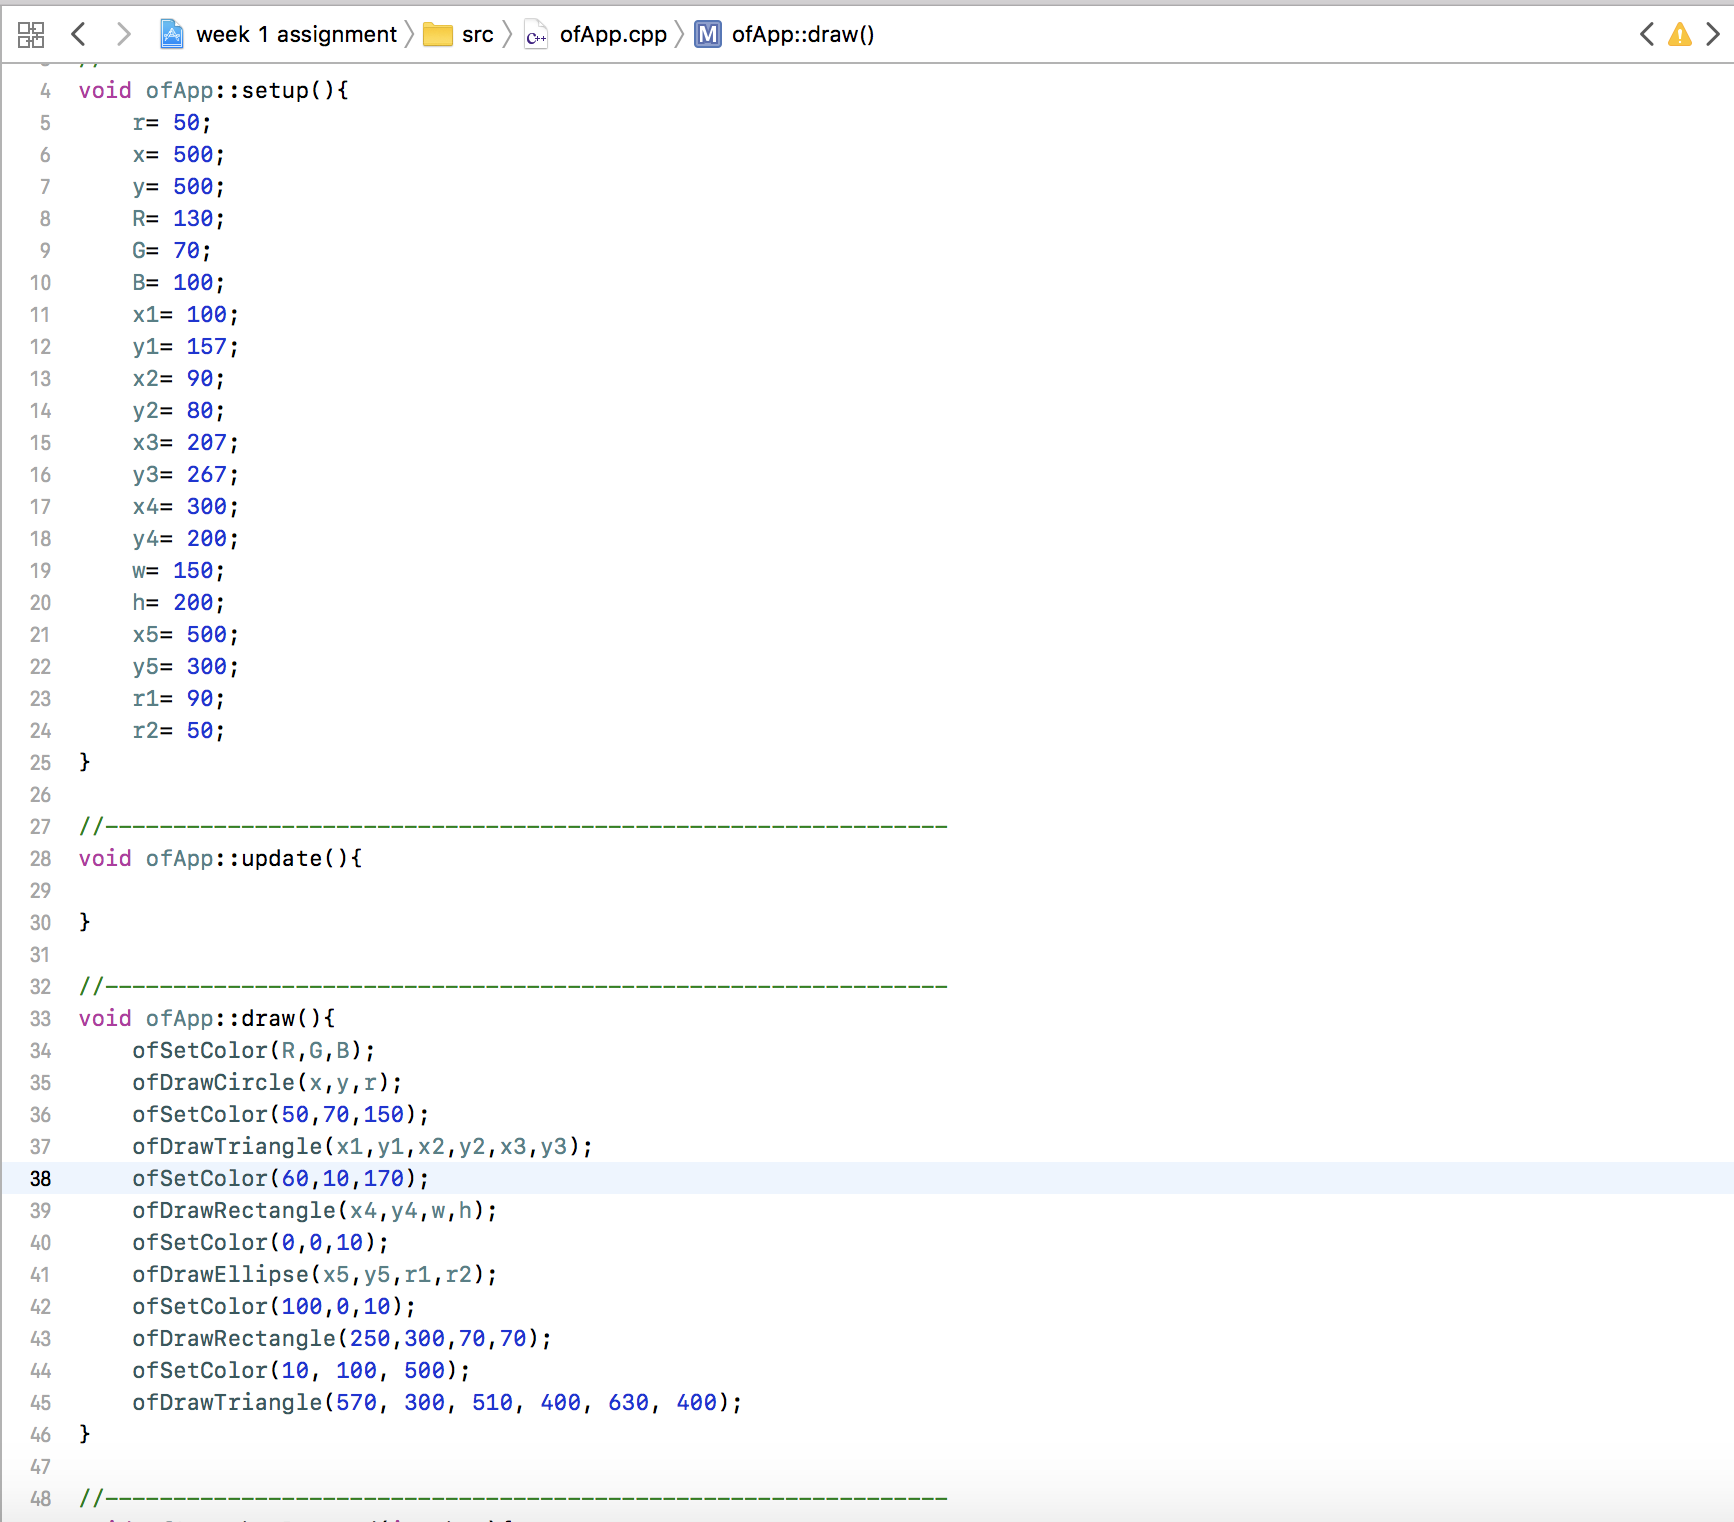 week 1 assignment src c++ ofApp.cpp M ofApp::draw()
4 void ofApp::setup(){
5 r= 50;
6 x= 500;
7 y= 500;
8 R= 130;
9 G= 70;
10 B= 100;
11 x1= 100;
12 y1= 157;
13 x2= 90;
14 y2= 80;
15 x3= 207;
16 y3= 267;
17 x4= 300;
18 y4= 200;
19 w= 150;
20 h= 200;
21 x5= 500;
22 y5= 300;
23 r1= 90;
24 r2= 50;
25 }
26
27 //--------------------------------------------------------------
28 void ofApp::update(){
29
30 }
31
32 //--------------------------------------------------------------
33 void ofApp::draw(){
34 ofSetColor(R,G,B);
35 ofDrawCircle(x,y,r);
36 ofSetColor(50,70,150);
37 ofDrawTriangle(x1,y1,x2,y2,x3,y3);
38 ofSetColor(60,10,170);
39 ofDrawRectangle(x4,y4,w,h);
40 ofSetColor(0,0,10);
41 ofDrawEllipse(x5,y5,r1,r2);
42 ofSetColor(100,0,10);
43 ofDrawRectangle(250,300,70,70);
44 ofSetColor(10, 100, 500);
45 ofDrawTriangle(570, 300, 510, 400, 630, 400);
46 }
47
48 //--------------------------------------------------------------